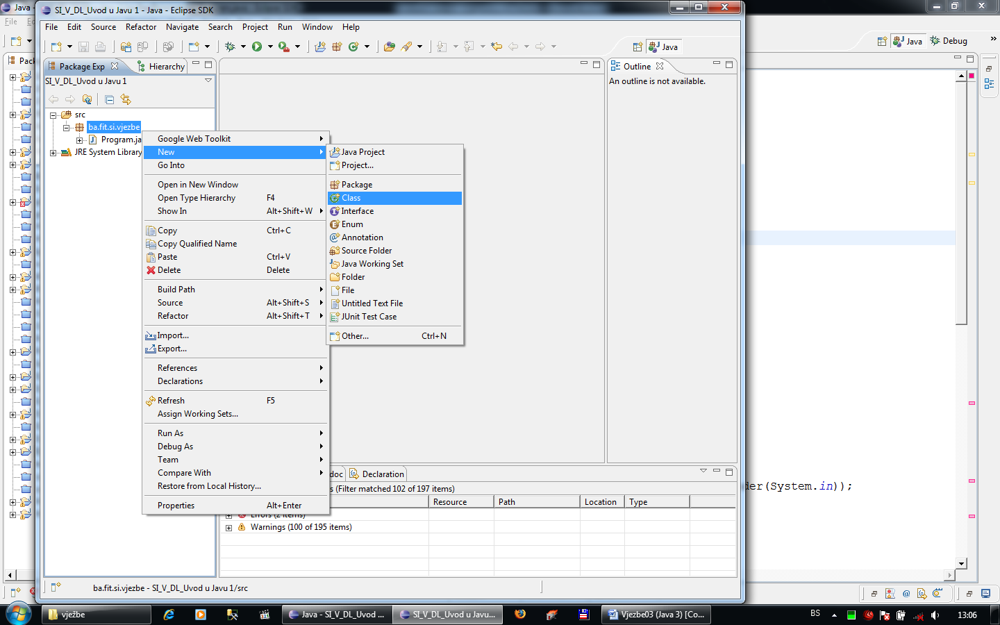 Java -
SI_V_DL_Uvod u Javu 1 - Java - Eclipse SDK
File
File Edit Source Refactor Navigate Search Project Run Window Help
Java
Java
Debug
»
Pack
Package Exp
Hierarchy
Outline
SI_V_DL_Uvod u Javu 1
An outline is not available.
src
ba.fit.si.vjezbe
Program.ja
JRE System Library
Google Web Toolkit
New
Go Into
Open in New Window
Open Type Hierarchy F4
Show In Alt+Shift+W
Copy Ctrl+C
Copy Qualified Name
Paste Ctrl+V
Delete Delete
Build Path
Source Alt+Shift+S
Refactor Alt+Shift+T
Import...
Export...
References
Declarations
Refresh F5
Assign Working Sets...
Run As
Debug As
Team
Compare With
Restore from Local History...
Properties Alt+Enter
Java Project
Project...
Package
Class
Interface
Enum
Annotation
Source Folder
Java Working Set
Folder
File
Untitled Text File
JUnit Test Case
Other... Ctrl+N
doc
Declaration
s (Filter matched 102 of 197 items)
Resource Path Location Type
Errors (2 items)
Warnings (100 of 195 items)
der(System.in));
ba.fit.si.vjezbe - SI_V_DL_Uvod u Javu 1/src
vježbe
Java - SI_V_DL_Uvod ...
SI_V_DL_Uvod u Javu...
Vjezbe03 (Java 3) [Co...
BS
13:06